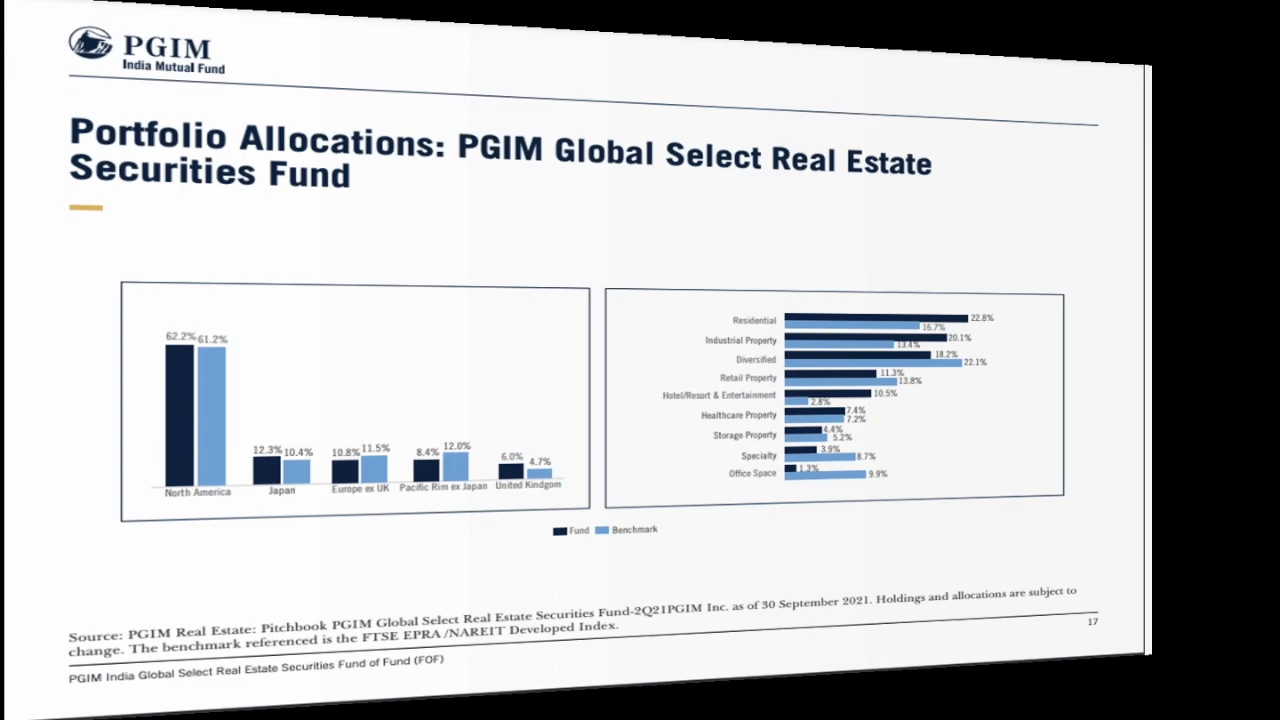 PGIM
India Mutual Fund
Portfolio Allocations: PGIM Global Select Real Estate
Securities Fund
62.2% 61.2%
12.3% 10.4%
10.8% 11.5%
8.4% 12.0%
6.0% 4.7%
North America Japan Europe ex UK Pacific Rim ex Japan United Kindgom
Residential 22.8%
16.7%
Industrial Property 20.1%
13.4%
Diversified 18.2%
22.1%
Retail Property 11.3%
13.8%
Hotel/Resort & Entertainment 10.5%
2.8%
Healthcare Property 7.4%
7.2%
Storage Property 4.4%
5.2%
Specialty 3.9%
8.7%
Office Space 1.3%
9.9%
Fund Benchmark
Source: PGIM Real Estate: Pitchbook PGIM Global Select Real Estate Securities Fund-2Q21PGIM Inc. as of 30 September 2021. Holdings and allocations are subject to
change. The benchmark referenced is the FTSE EPRA /NAREIT Developed Index.
17
PGIM India Global Select Real Estate Securities Fund of Fund (FOF)